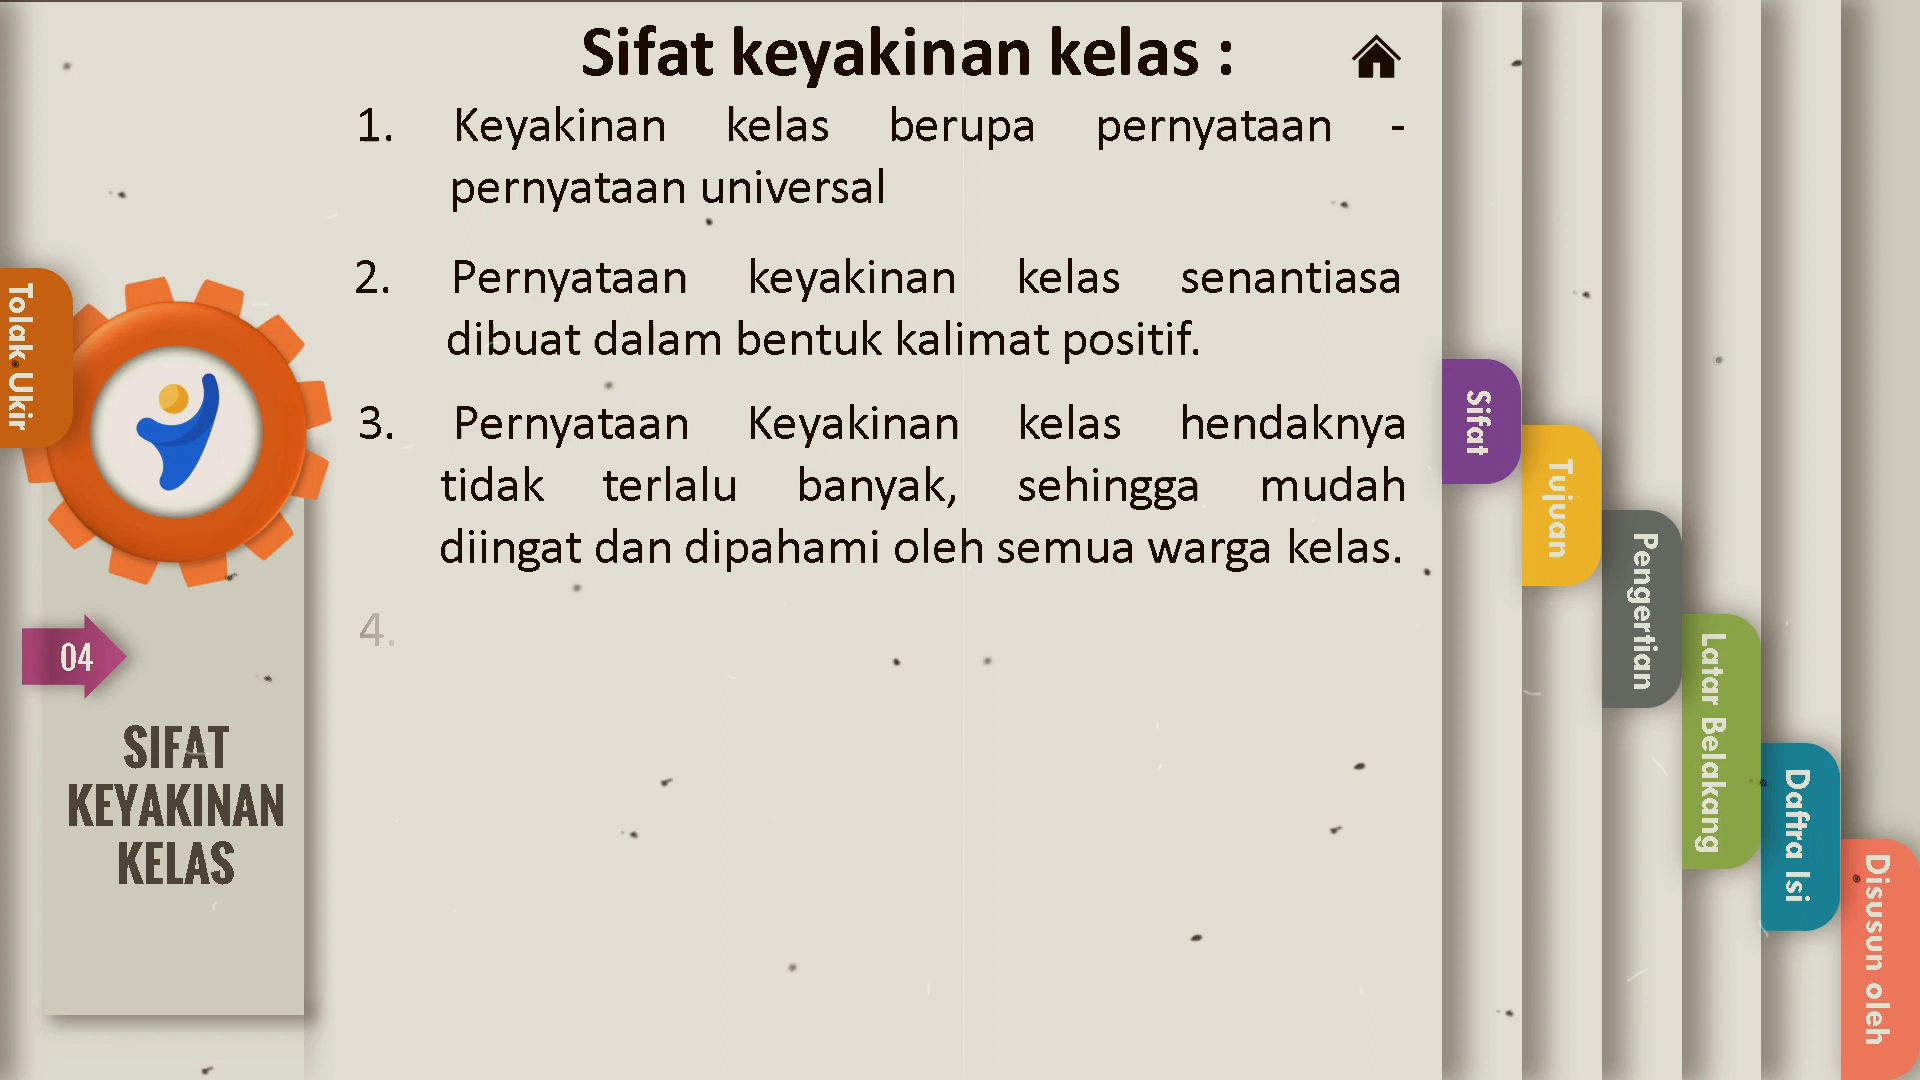 Sifat keyakinan kelas :
1. Keyakinan kelas berupa pernyataan -
pernyataan universal
2. Pernyataan keyakinan kelas senantiasa
dibuat dalam bentuk kalimat positif.
3. Pernyataan Keyakinan kelas hendaknya
tidak terlalu banyak, sehingga mudah
diingat dan dipahami oleh semua warga kelas.
4.
Tolak Ukir
04
SIFAT
KEYAKINAN
KELAS
Sifat
Tujuan
Pengertian
Latar Belakang
Daftra Isi
Disusun oleh